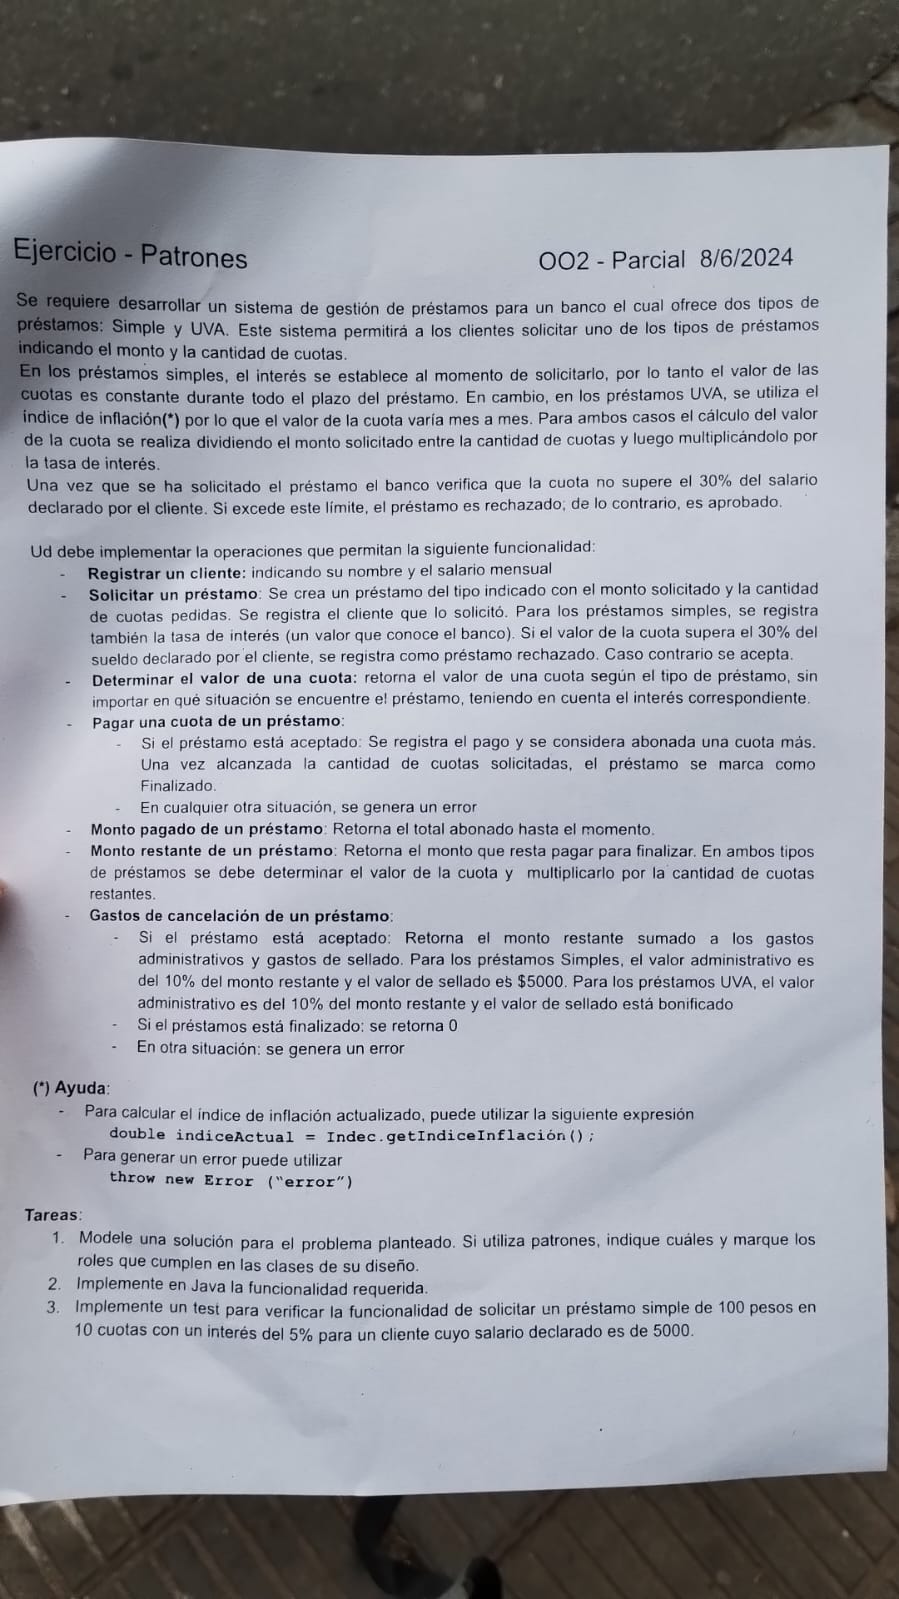 Ejercicio - Patrones OO2 - Parcial 8/6/2024
Se requiere desarrollar un sistema de gestión de préstamos para un banco el cual ofrece dos tipos de
préstamos: Simple y UVA. Este sistema permitirá a los clientes solicitar uno de los tipos de préstamos
indicando el monto y la cantidad de cuotas.
En los préstamos simples, el interés se establece al momento de solicitarlo, por lo tanto el valor de las
cuotas es constante durante todo el plazo del préstamo. En cambio, en los préstamos UVA, se utiliza el
índice de inflación(*) por lo que el valor de la cuota varía mes a mes. Para ambos casos el cálculo del valor
de la cuota se realiza dividiendo el monto solicitado entre la cantidad de cuotas y luego multiplicándolo por
la tasa de interés.
Una vez que se ha solicitado el préstamo el banco verifica que la cuota no supere el 30% del salario
declarado por el cliente. Si excede este límite, el préstamo es rechazado; de lo contrario, es aprobado.
Ud debe implementar la operaciones que permitan la siguiente funcionalidad:
- Registrar un cliente: indicando su nombre y el salario mensual
- Solicitar un préstamo: Se crea un préstamo del tipo indicado con el monto solicitado y la cantidad
de cuotas pedidas. Se registra el cliente que lo solicitó. Para los préstamos simples, se registra
también la tasa de interés (un valor que conoce el banco). Si el valor de la cuota supera el 30% del
sueldo declarado por el cliente, se registra como préstamo rechazado. Caso contrario se acepta.
- Determinar el valor de una cuota: retorna el valor de una cuota según el tipo de préstamo, sin
importar en qué situación se encuentre el préstamo, teniendo en cuenta el interés correspondiente.
- Pagar una cuota de un préstamo:
- Si el préstamo está aceptado: Se registra el pago y se considera abonada una cuota más.
Una vez alcanzada la cantidad de cuotas solicitadas, el préstamo se marca como
Finalizado.
- En cualquier otra situación, se genera un error
- Monto pagado de un préstamo: Retorna el total abonado hasta el momento.
- Monto restante de un préstamo: Retorna el monto que resta pagar para finalizar. En ambos tipos
de préstamos se debe determinar el valor de la cuota y multiplicarlo por la cantidad de cuotas
restantes.
- Gastos de cancelación de un préstamo:
- Si el préstamo está aceptado: Retorna el monto restante sumado a los gastos
administrativos y gastos de sellado. Para los préstamos Simples, el valor administrativo es
del 10% del monto restante y el valor de sellado es $5000. Para los préstamos UVA, el valor
administrativo es del 10% del monto restante y el valor de sellado está bonificado
- Si el préstamos está finalizado: se retorna 0
- En otra situación: se genera un error
(*) Ayuda:
- Para calcular el índice de inflación actualizado, puede utilizar la siguiente expresión
double indiceActual = Indec.getIndiceInflación();
- Para generar un error puede utilizar
throw new Error ("error")
Tareas:
1. Modele una solución para el problema planteado. Si utiliza patrones, indique cuáles y marque los
roles que cumplen en las clases de su diseño.
2. Implemente en Java la funcionalidad requerida.
3. Implemente un test para verificar la funcionalidad de solicitar un préstamo simple de 100 pesos en
10 cuotas con un interés del 5% para un cliente cuyo salario declarado es de 5000.